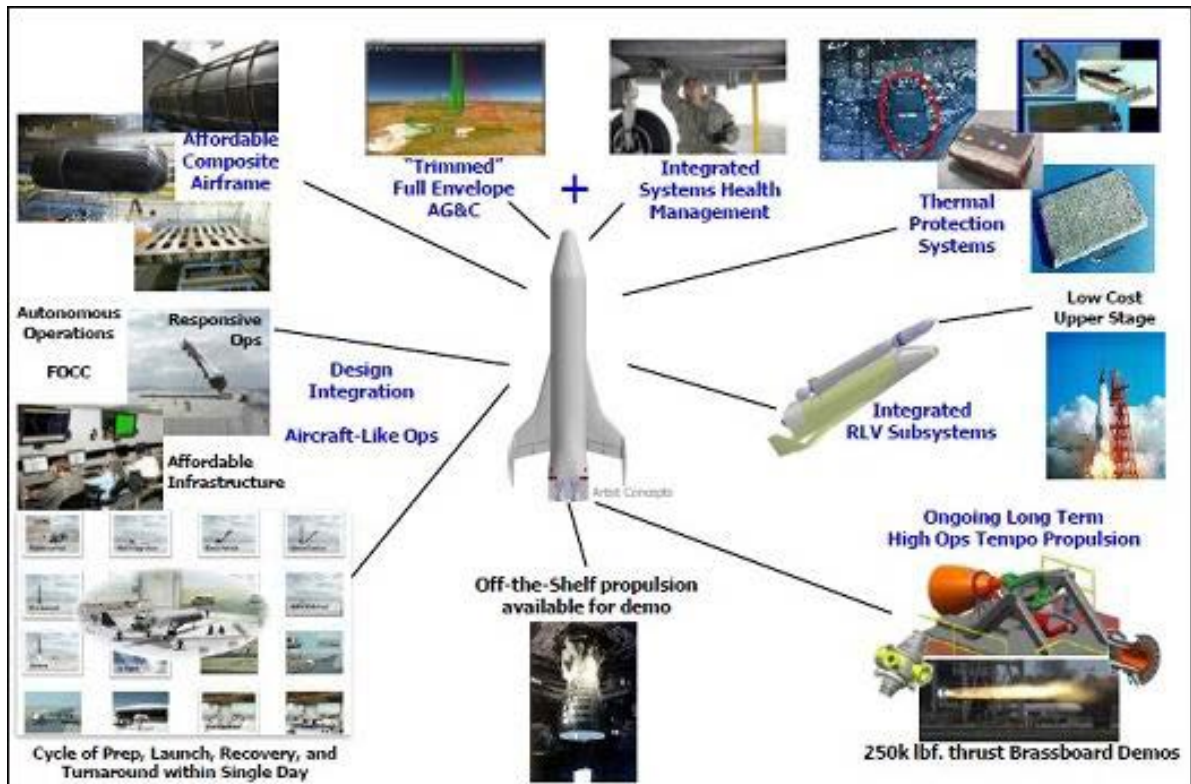 Affordable
Composite
Airframe
"Trimmed"
Full Envelope
AG&C
+
Integrated
Systems Health
Management
Thermal
Protection
Systems
Autonomous
Operations
FOCC
Responsive
Ops
Design
Integration
Aircraft-Like Ops
Affordable
Infrastructure
Low Cost
Upper Stage
Integrated
RLV Subsystems
Artist Concepts
Ongoing Long Term
High Ops Tempo Propulsion
Off-the-Shelf propulsion
available for demo
Cycle of Prep, Launch, Recovery, and
Turnaround within Single Day
250k lbf. thrust Brassboard Demos